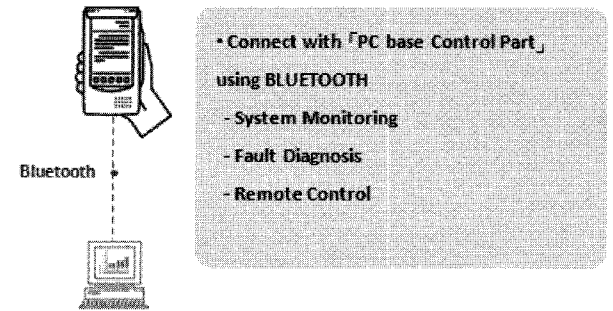 • Connect with「PC base Control Part」
using BLUETOOTH
- System Monitoring
- Fault Diagnosis
- Remote Control
Bluetooth